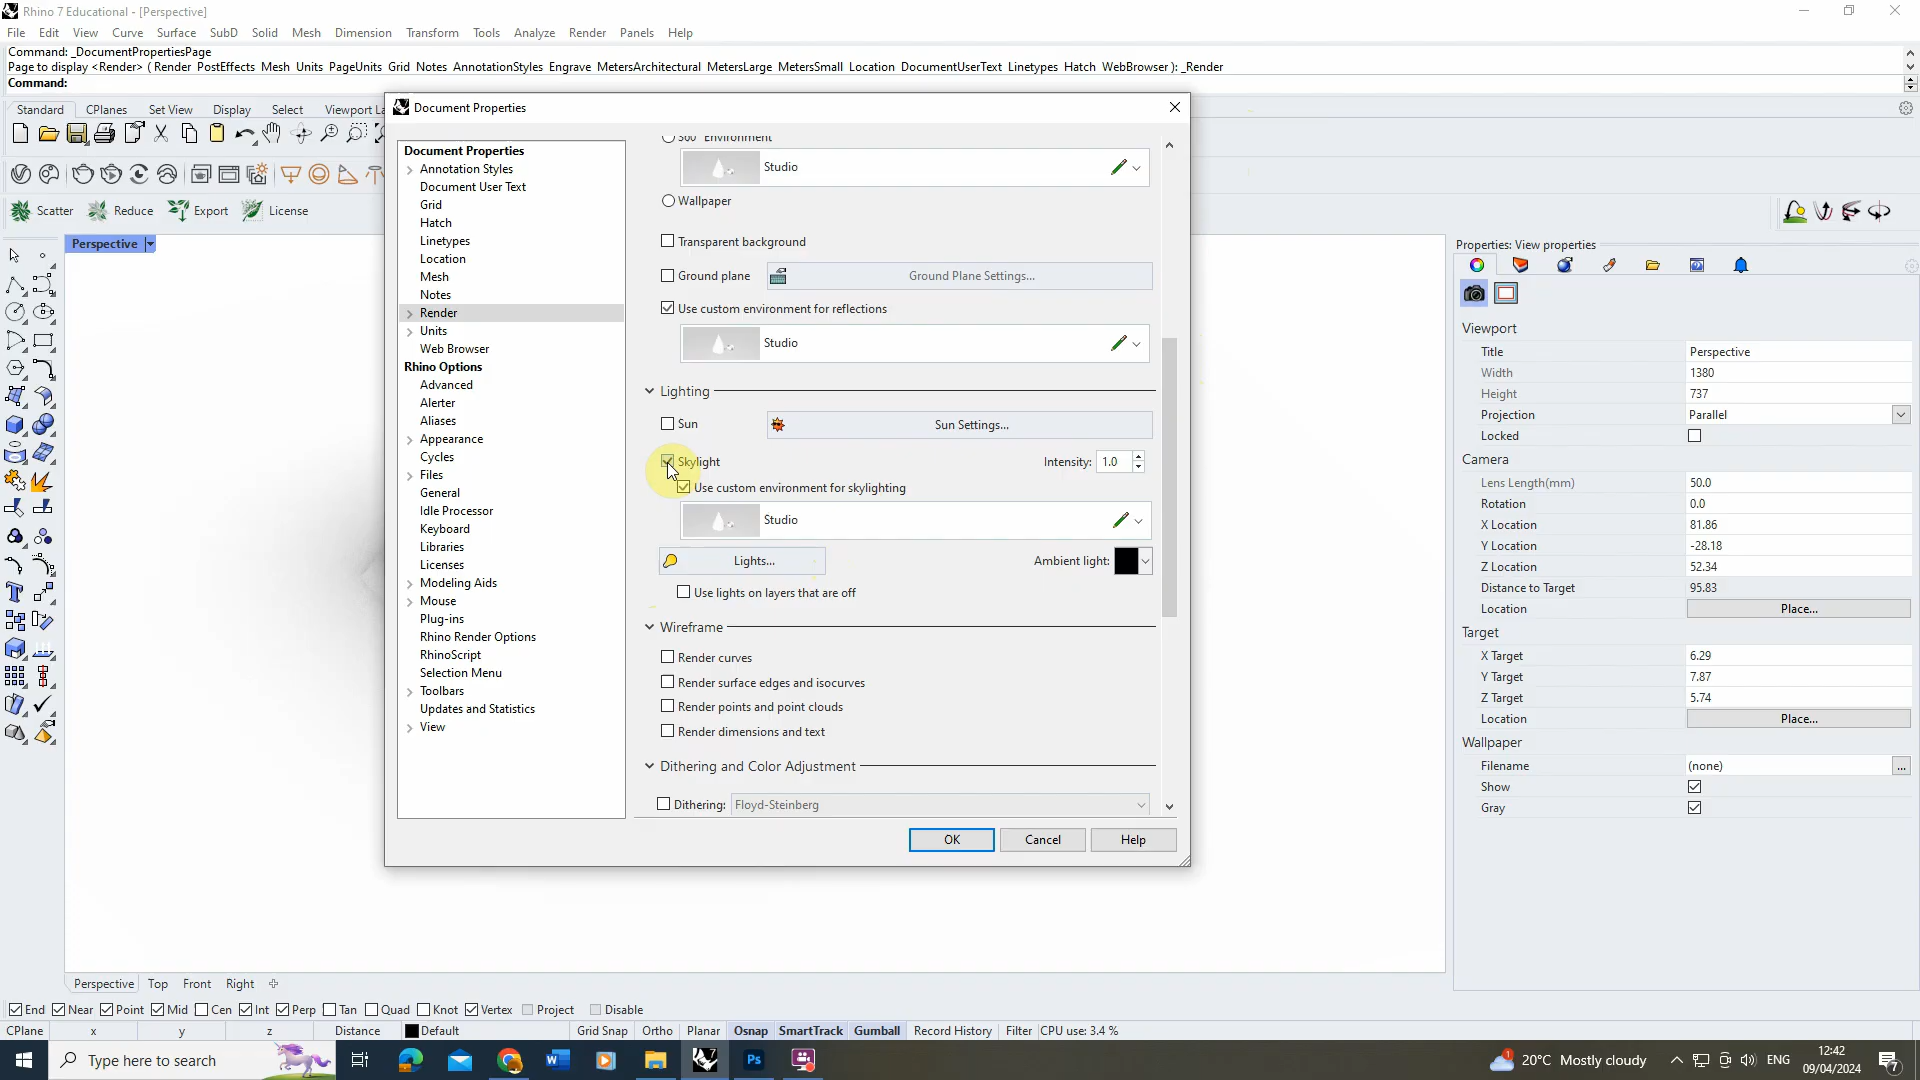 Rhino 7 Educational - [Perspective]
File Edit View Curve Surface SubD Solid Mesh Dimension Transform Tools Analyze Render Panels Help
Command: _DocumentPropertiesPage
Page to display <Render> ( Render PostEffects Mesh Units PageUnits Grid Notes AnnotationStyles Engrave MetersArchitectural MetersLarge MetersSmall Location DocumentUserText Linetypes Hatch WebBrowser ): _Render
Command:
Standard CPlanes Set View Display Select Viewport La
Scatter Reduce Export License
Perspective
Document Properties
Document Properties
Annotation Styles
Document User Text
Grid
Hatch
Linetypes
Location
Mesh
Notes
Render
Units
Web Browser
Rhino Options
Advanced
Alerter
Aliases
Appearance
Cycles
Files
General
Idle Processor
Keyboard
Libraries
Licenses
Modeling Aids
Mouse
Plug-ins
Rhino Render Options
RhinoScript
Selection Menu
Toolbars
Updates and Statistics
View
360° Environment
Studio
Wallpaper
Transparent background
Ground plane Ground Plane Settings...
Use custom environment for reflections
Studio
Lighting
Sun Sun Settings...
Skylight Intensity: 1.0
Use custom environment for skylighting
Studio
Lights... Ambient light:
Use lights on layers that are off
Wireframe
Render curves
Render surface edges and isocurves
Render points and point clouds
Render dimensions and text
Dithering and Color Adjustment
Dithering: Floyd-Steinberg
OK Cancel Help
Properties: View properties
Viewport
Title Perspective
Width 1380
Height 737
Projection Parallel
Locked
Camera
Lens Length(mm) 50.0
Rotation 0.0
X Location 81.86
Y Location -28.18
Z Location 52.34
Distance to Target 95.83
Location Place...
Target
X Target 6.29
Y Target 7.87
Z Target 5.74
Location Place...
Wallpaper
Filename (none) ...
Show
Gray
Perspective Top Front Right
End Near Point Mid Cen Int Perp Tan Quad Knot Vertex Project Disable
CPlane x y z Distance Default Grid Snap Ortho Planar Osnap SmartTrack Gumball Record History Filter CPU use: 3.4 %
Type here to search 20°C Mostly cloudy ENG 12:42
09/04/2024